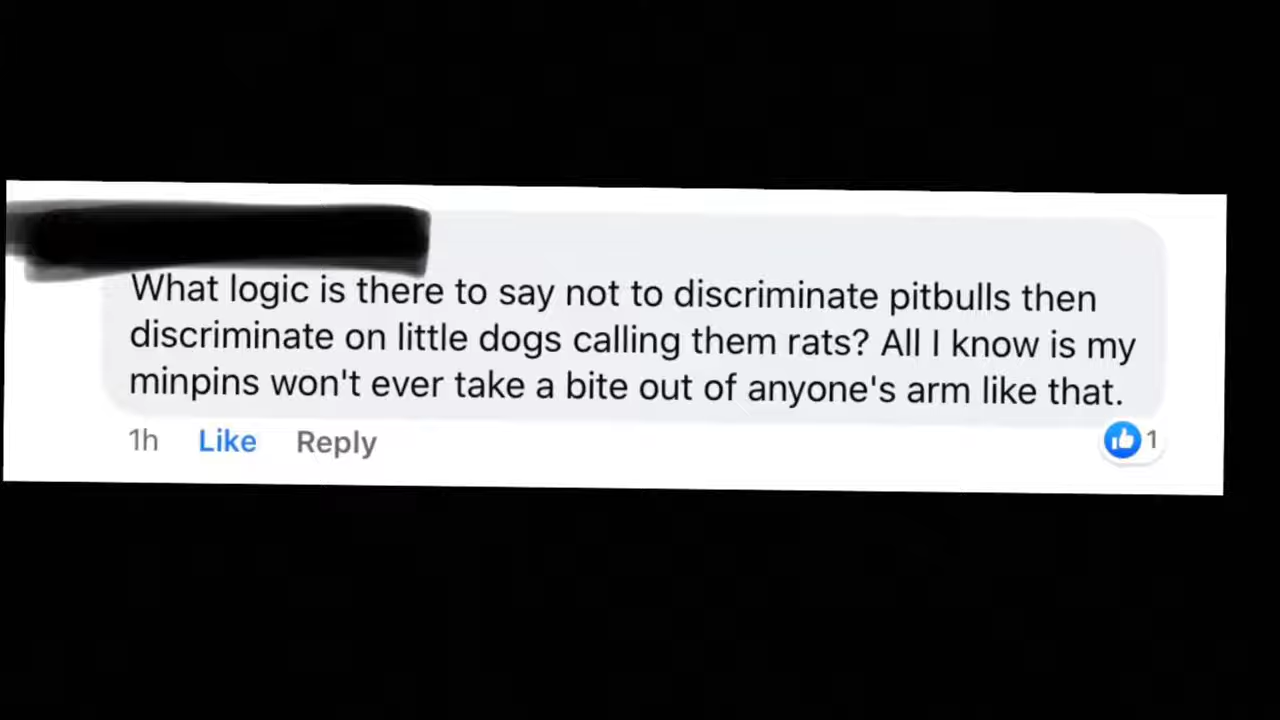 What logic is there to say not to discriminate pitbulls then
discriminate on little dogs calling them rats? All I know is my
minpins won't ever take a bite out of anyone's arm like that.
1h Like Reply 1